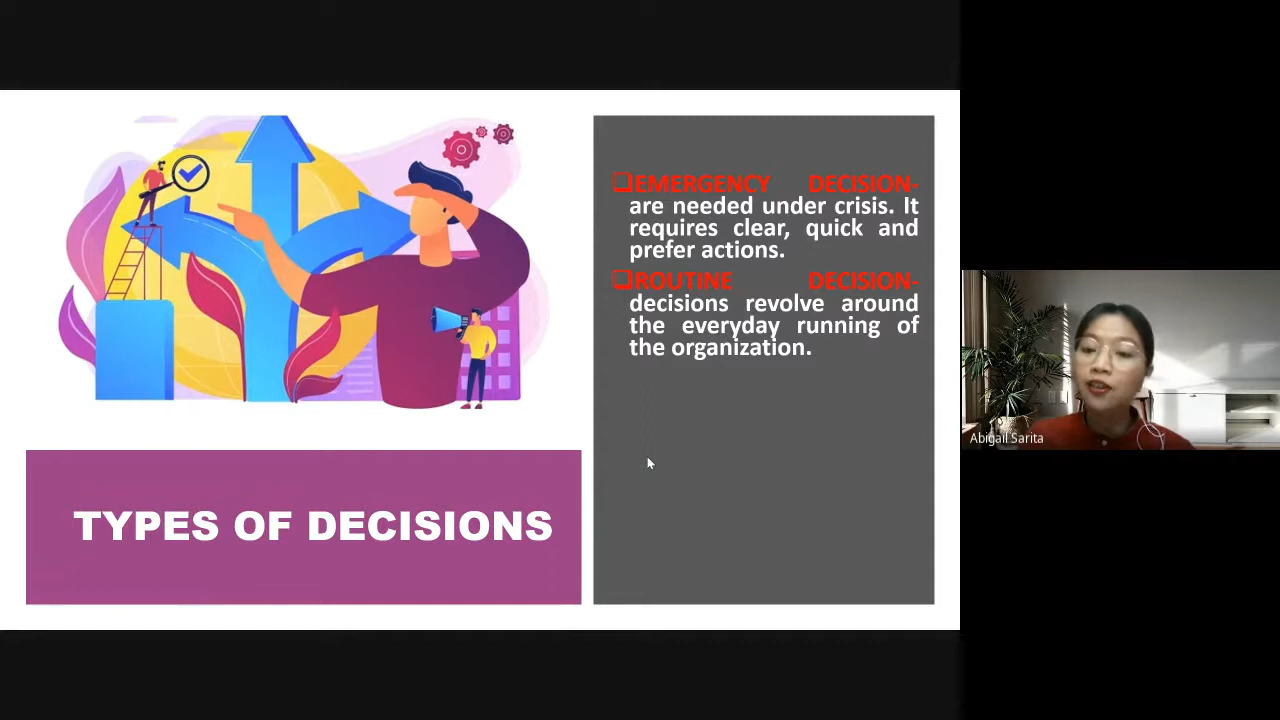 ❑EMERGENCY DECISION-
are needed under crisis. It
requires clear, quick and
prefer actions.
❑ROUTINE DECISION-
decisions revolve around
the everyday running of
the organization.
TYPES OF DECISIONS
Abigail Sarita